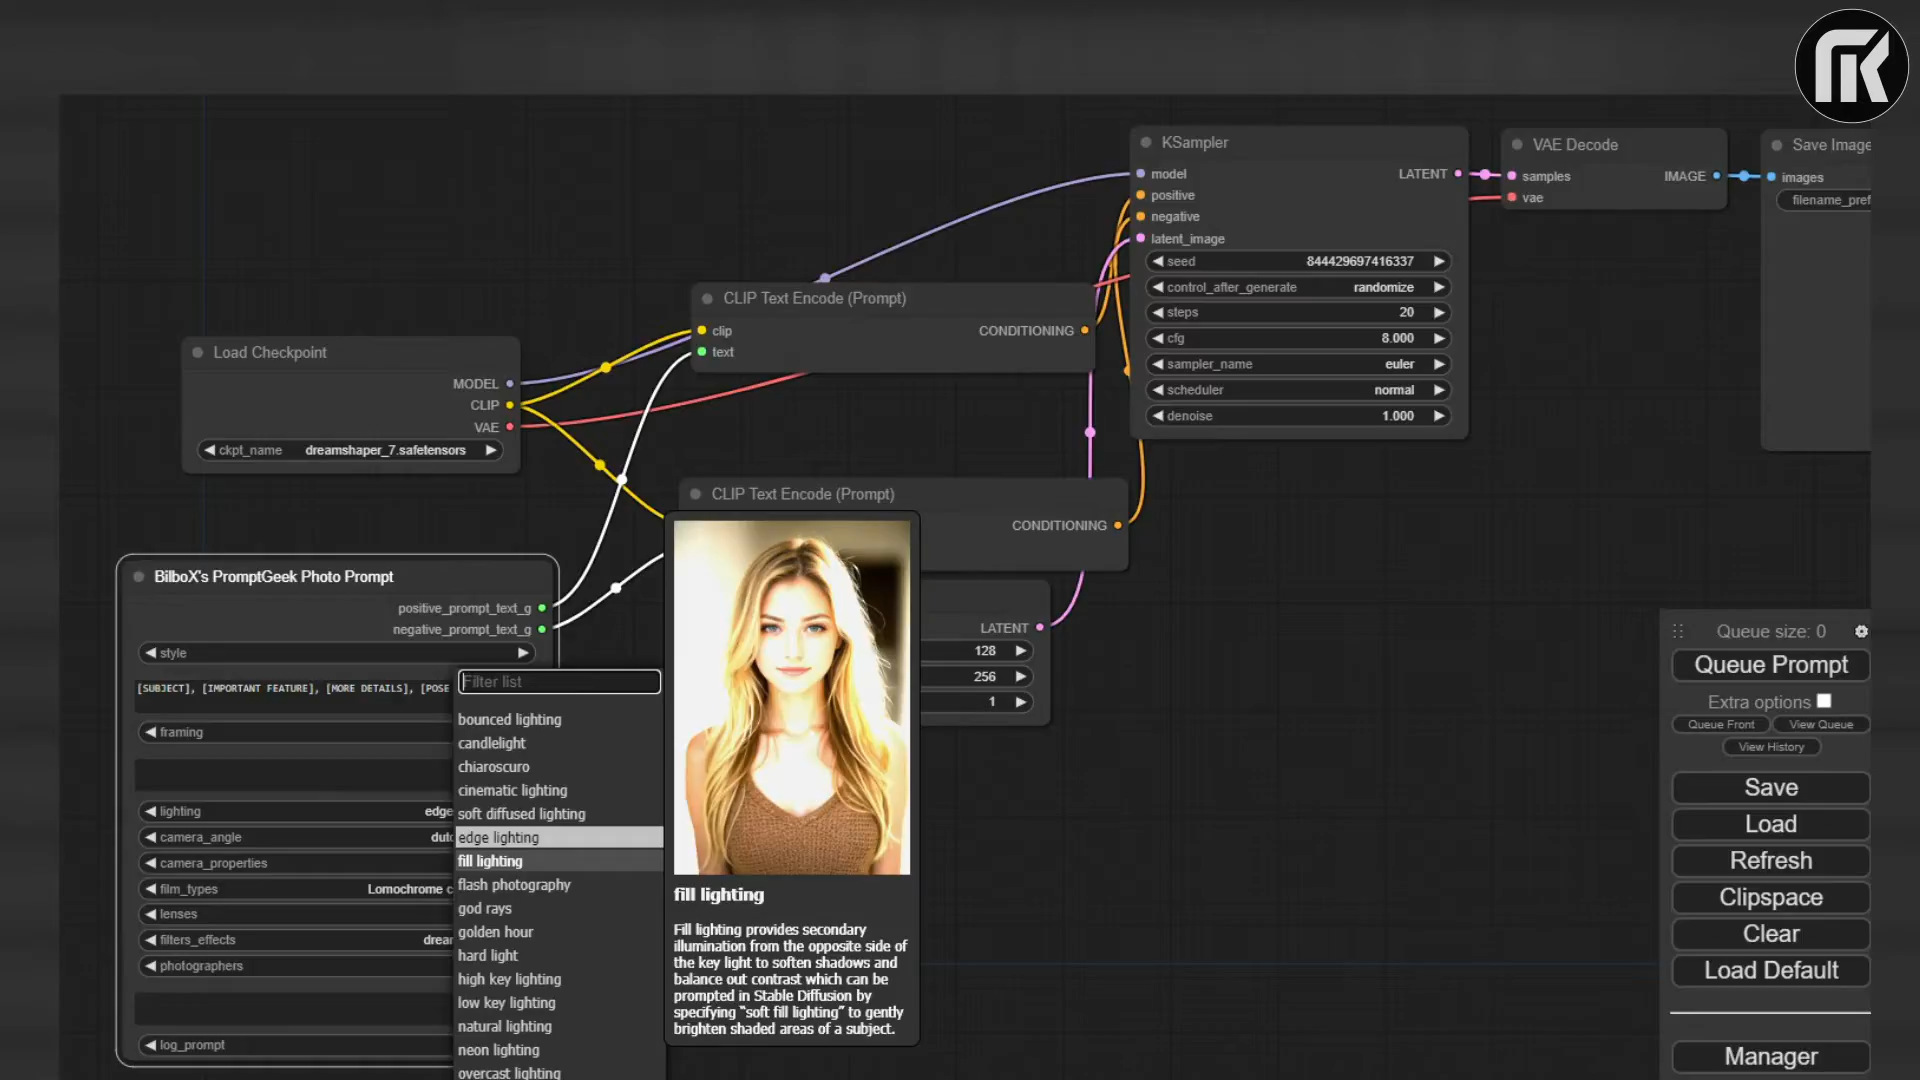 KSampler
VAE Decode
Save Image
model
LATENT
samples
IMAGE
images
positive
vae
filename_pref
negative
latent_image
seed
844429697416337
control_after_generate
randomize
steps
20
cfg
8.000
sampler_name
euler
scheduler
normal
denoise
1.000
CLIP Text Encode (Prompt)
clip
CONDITIONING
text
Load Checkpoint
MODEL
CLIP
VAE
ckpt_name
dreamshaper_7.safetensors
CLIP Text Encode (Prompt)
CONDITIONING
LATENT
128
256
1
BilboX's PromptGeek Photo Prompt
positive_prompt_text_g
negative_prompt_text_g
style
[SUBJECT], [IMPORTANT FEATURE], [MORE DETAILS], [POSE
framing
lighting
edge
camera_angle
dutc
camera_properties
film_types
Lomochrome c
lenses
filters_effects
drear
photographers
log_prompt
Filter list
bounced lighting
candlelight
chiaroscuro
cinematic lighting
soft diffused lighting
edge lighting
fill lighting
flash photography
god rays
golden hour
hard light
high key lighting
low key lighting
natural lighting
neon lighting
overcast lighting
fill lighting
Fill lighting provides secondary
illumination from the opposite side of
the key light to soften shadows and
balance out contrast which can be
prompted in Stable Diffusion by
specifying "soft fill lighting" to gently
brighten shaded areas of a subject.
Queue size: 0
Queue Prompt
Extra options
Queue Front
View Queue
View History
Save
Load
Refresh
Clipspace
Clear
Load Default
Manager